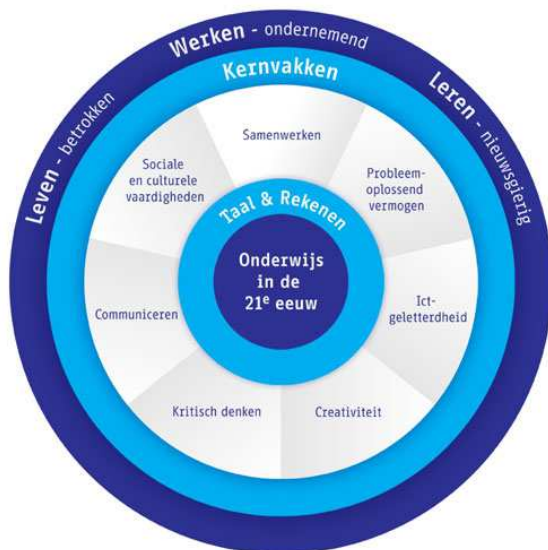 Werken - ondernemend
Leven - betrokken
Leren - nieuwsgierig
Kernvakken
Samenwerken
Probleem-
oplossend
vermogen
Ict-
geletterdheid
Creativiteit
Kritisch denken
Communiceren
Sociale
en culturele
vaardigheden
Taal & Rekenen
Onderwijs
in de
21e eeuw